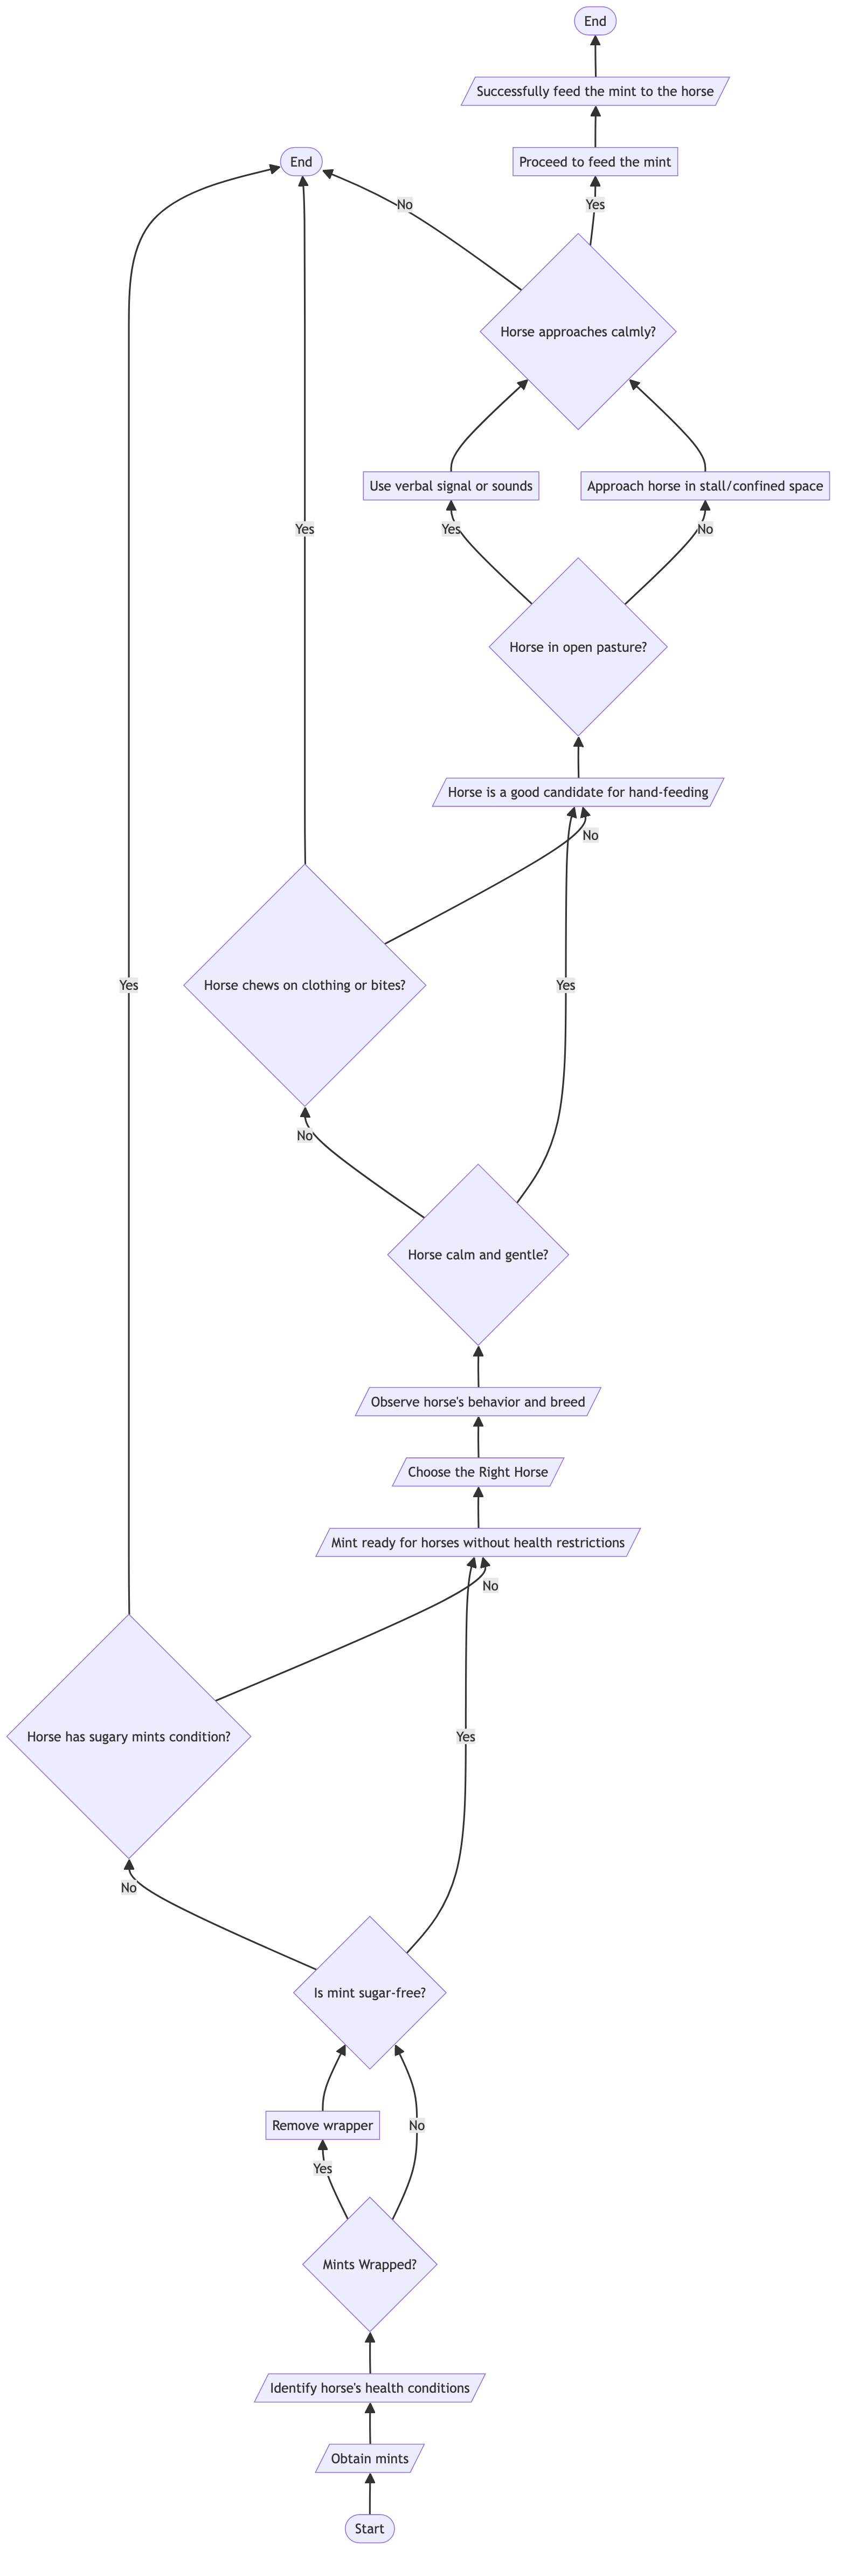 End
Successfully feed the mint to the horse
End
Proceed to feed the mint
No
Yes
Horse approaches calmly?
Use verbal signal or sounds
Approach horse in stall/confined space
Yes
Yes
No
Horse in open pasture?
Horse is a good candidate for hand-feeding
No
Yes
Horse chews on clothing or bites?
Yes
No
Horse calm and gentle?
Observe horse's behavior and breed
Choose the Right Horse
Mint ready for horses without health restrictions
No
Horse has sugary mints condition?
Yes
No
Is mint sugar-free?
Remove wrapper
No
Yes
Mints Wrapped?
Identify horse's health conditions
Obtain mints
Start